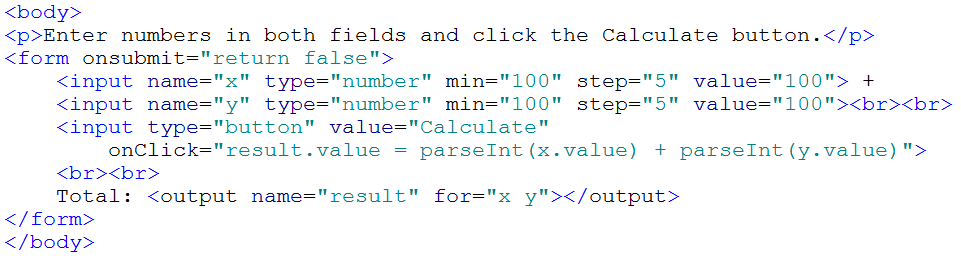 <body>
<p>Enter numbers in both fields and click the Calculate button.</p>
<form onsubmit="return false">
    <input name="x" type="number" min="100" step="5" value="100"> +
    <input name="y" type="number" min="100" step="5" value="100"><br><br>
    <input type="button" value="Calculate"
        onClick="result.value = parseInt(x.value) + parseInt(y.value)">
    <br><br>
    Total: <output name="result" for="x y"></output>
</form>
</body>